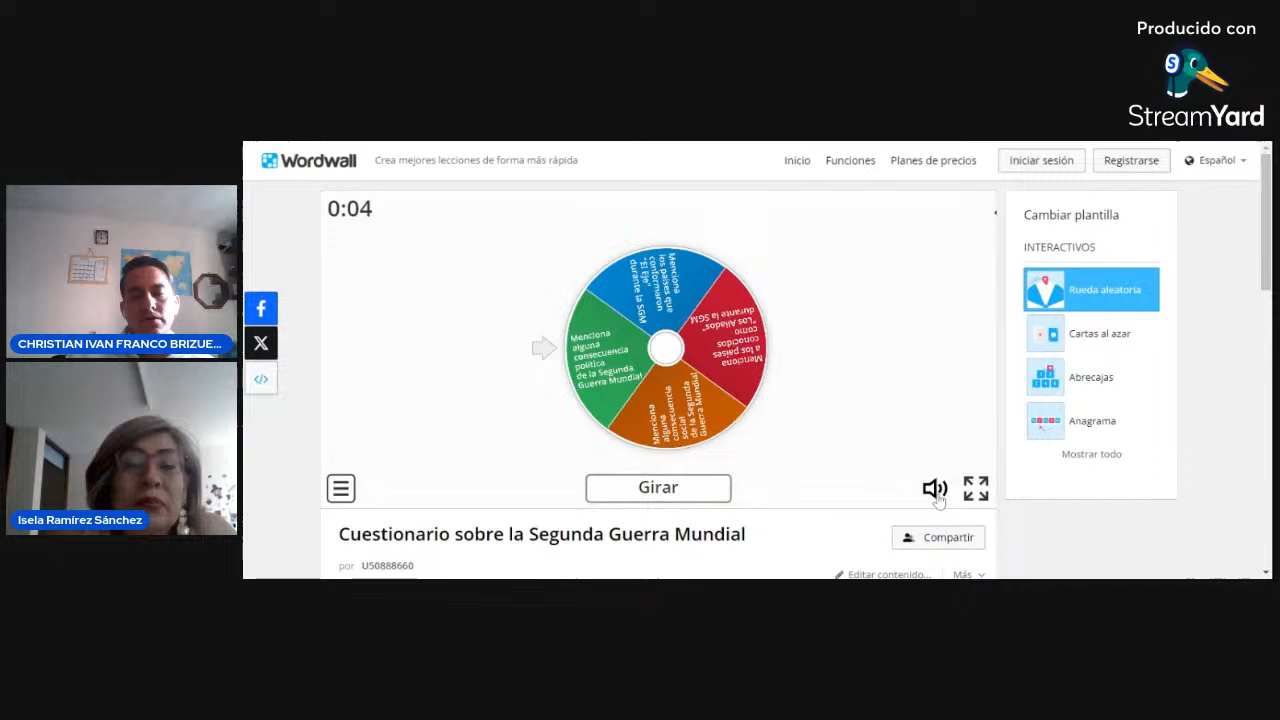 Producido con
StreamYard
Wordwall
Crea mejores lecciones de forma más rápida
Inicio
Funciones
Planes de precios
Iniciar sesión
Registrarse
Español
0:04
Menciona
los países que
conformaron
"El Eje"
durante la SGM
Menciona
a los países
conocidos
como
"Los Aliados"
durante la SGM
Menciona
alguna
consecuencia
política
de la Segunda
Guerra Mundial
Menciona
alguna
consecuencia
social
de la Segunda
Guerra Mundial
Girar
Cambiar plantilla
INTERACTIVOS
Rueda aleatoria
Cartas al azar
Abrecajas
Anagrama
Mostrar todo
Cuestionario sobre la Segunda Guerra Mundial
Compartir
por U50888660
Editar contenido...
Más
CHRISTIAN IVAN FRANCO BRIZUE...
Isela Ramírez Sánchez